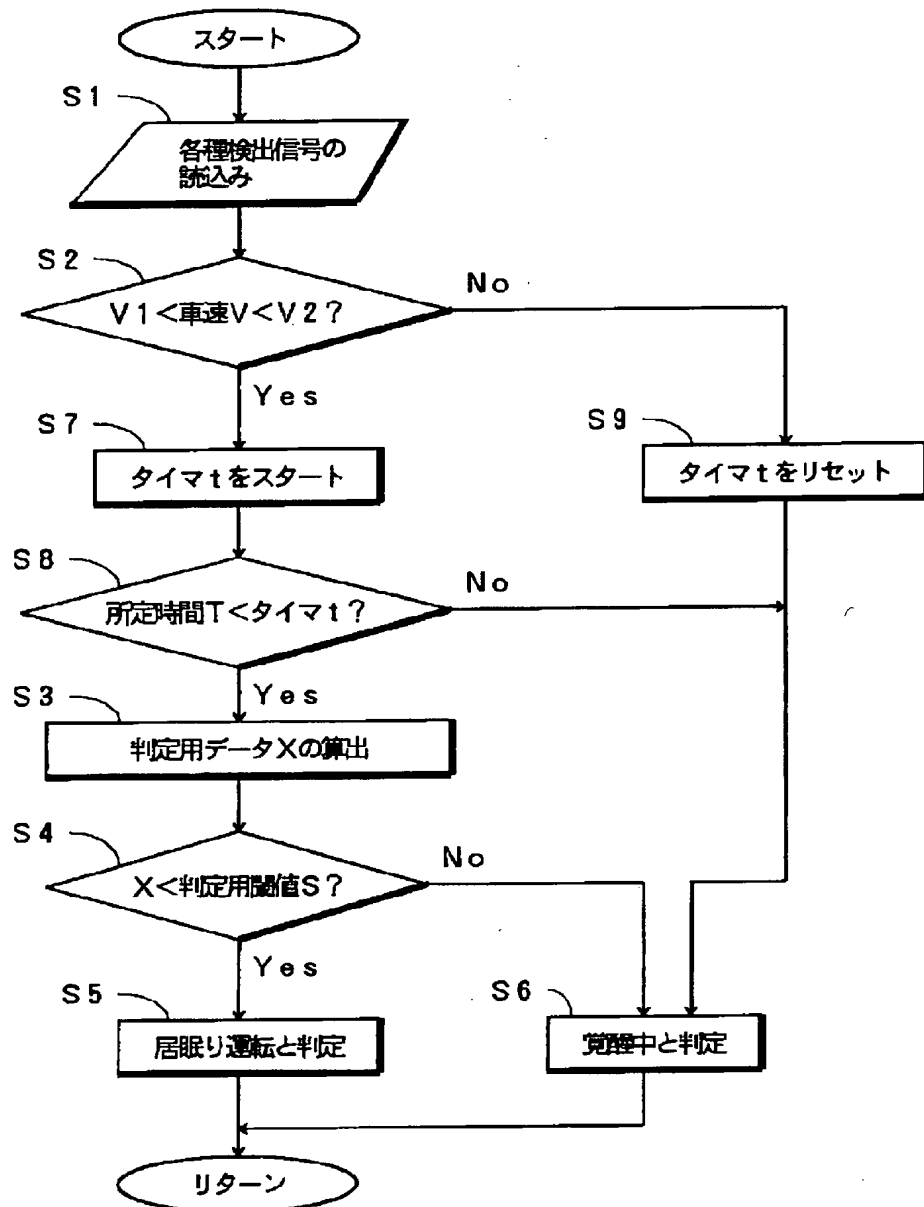 スタート
S1
各種検出信号の
読込み
S2
V1＜車速V＜V2？
No
Yes
S7
タイマtをスタート
S9
タイマtをリセット
S8
所定時間T＜タイマt？
No
Yes
S3
判定用データXの算出
S4
X＜判定用閾値S？
No
Yes
S5
居眠り運転と判定
S6
覚醒中と判定
リターン